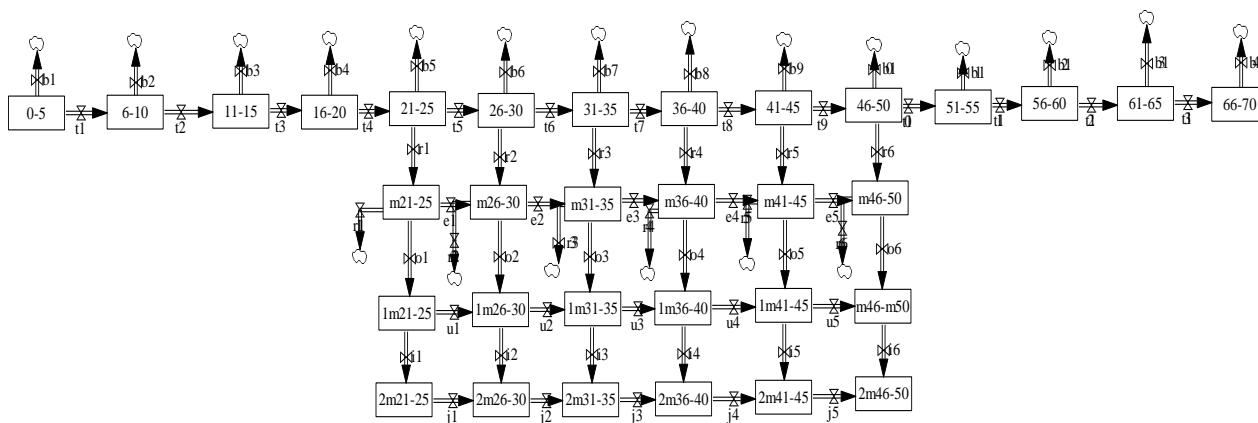 b1 b2 b3 b4 b5 b6 b7 b8 b9
0-5 6-10 11-15 16-20 21-25 26-30 31-35 36-40 41-45 46-50 51-55 56-60 61-65 66-70
t1 t2 t3 t4 t5 t6 t7 t8 t9
r1 r2 r3 r4 r5 r6
m21-25 m26-30 m31-35 m36-40 m41-45 m46-50
e1 e2 e3 e4 e5
o1 o2 o3 o4 o5 o6
1m21-25 1m26-30 1m31-35 1m36-40 1m41-45 m46-m50
u1 u2 u3 u4 u5
i1 i2 i3 i4 i5 i6
2m21-25 2m26-30 2m31-35 2m36-40 2m41-45 2m46-50
j1 j2 j3 j4 j5